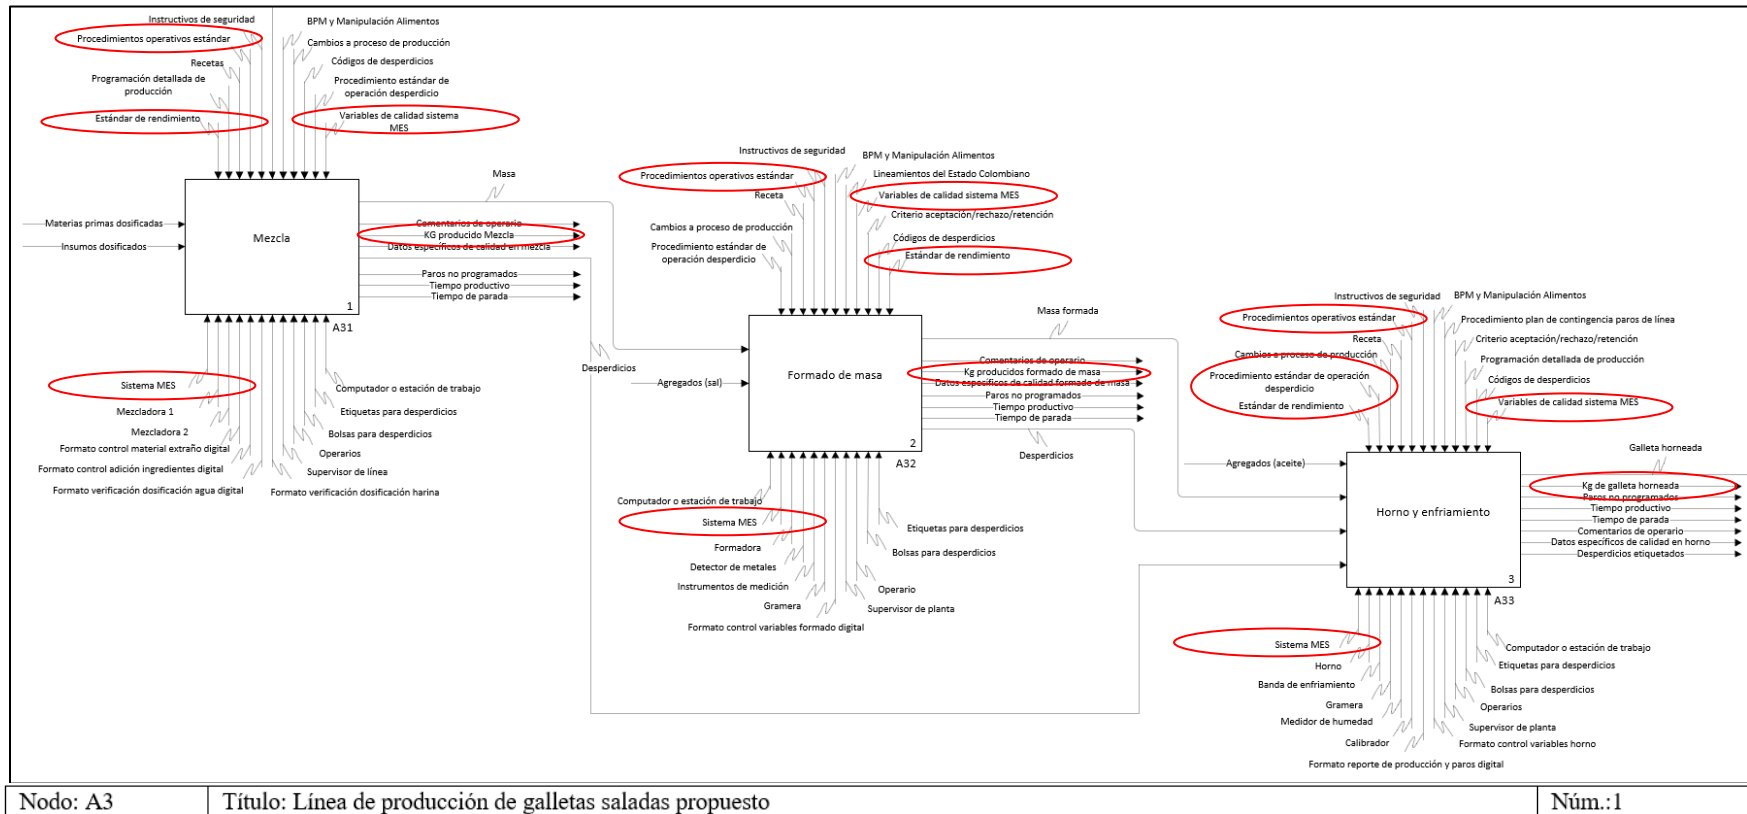 Instructivos de seguridad
BPM y Manipulación Alimentos
Procedimientos operativos estándar
Cambios a proceso de producción
Recetas
Códigos de desperdicios
Programación detallada de
producción
Procedimiento estándar de
operación desperdicio
Estándar de rendimiento
Variables de calidad sistema
MES
Materias primas dosificadas
Insumos dosificados
Mezcla
1
A31
Masa
Comentarios de operario
KG producido Mezcla
Datos específicos de calidad en mezcla
Paros no programados
Tiempo productivo
Tiempo de parada
Desperdicios
Sistema MES
Mezcladora 1
Mezcladora 2
Formato control material extraño digital
Formato control adición ingredientes digital
Formato verificación dosificación agua digital
Computador o estación de trabajo
Etiquetas para desperdicios
Bolsas para desperdicios
Operarios
Supervisor de línea
Formato verificación dosificación harina
Instructivos de seguridad
BPM y Manipulación Alimentos
Procedimientos operativos estándar
Lineamientos del Estado Colombiano
Receta
Variables de calidad sistema MES
Criterio aceptación/rechazo/retención
Cambios a proceso de producción
Códigos de desperdicios
Procedimiento estándar de
operación desperdicio
Estándar de rendimiento
Agregados (sal)
Formado de masa
2
A32
Masa formada
Comentarios de operario
Kg producidos formado de masa
Datos específicos de calidad formado de masa
Paros no programados
Tiempo productivo
Tiempo de parada
Desperdicios
Computador o estación de trabajo
Sistema MES
Formadora
Detector de metales
Instrumentos de medición
Gramera
Formato control variables formado digital
Etiquetas para desperdicios
Bolsas para desperdicios
Operario
Supervisor de planta
Instructivos de seguridad
BPM y Manipulación Alimentos
Procedimientos operativos estándar
Procedimiento plan de contingencia paros de línea
Receta
Criterio aceptación/rechazo/retención
Cambios a proceso de producción
Programación detallada de producción
Procedimiento estándar de operación
desperdicio
Códigos de desperdicios
Estándar de rendimiento
Variables de calidad sistema MES
Agregados (aceite)
Horno y enfriamiento
3
A33
Galleta horneada
Kg de galleta horneada
Paros no programados
Tiempo productivo
Tiempo de parada
Comentarios de operario
Datos específicos de calidad en horno
Desperdicios etiquetados
Sistema MES
Horno
Banda de enfriamiento
Gramera
Medidor de humedad
Calibrador
Formato reporte de producción y paros digital
Computador o estación de trabajo
Etiquetas para desperdicios
Bolsas para desperdicios
Operarios
Supervisor de planta
Formato control variables horno
Nodo: A3
Título: Línea de producción de galletas saladas propuesto
Núm.:1